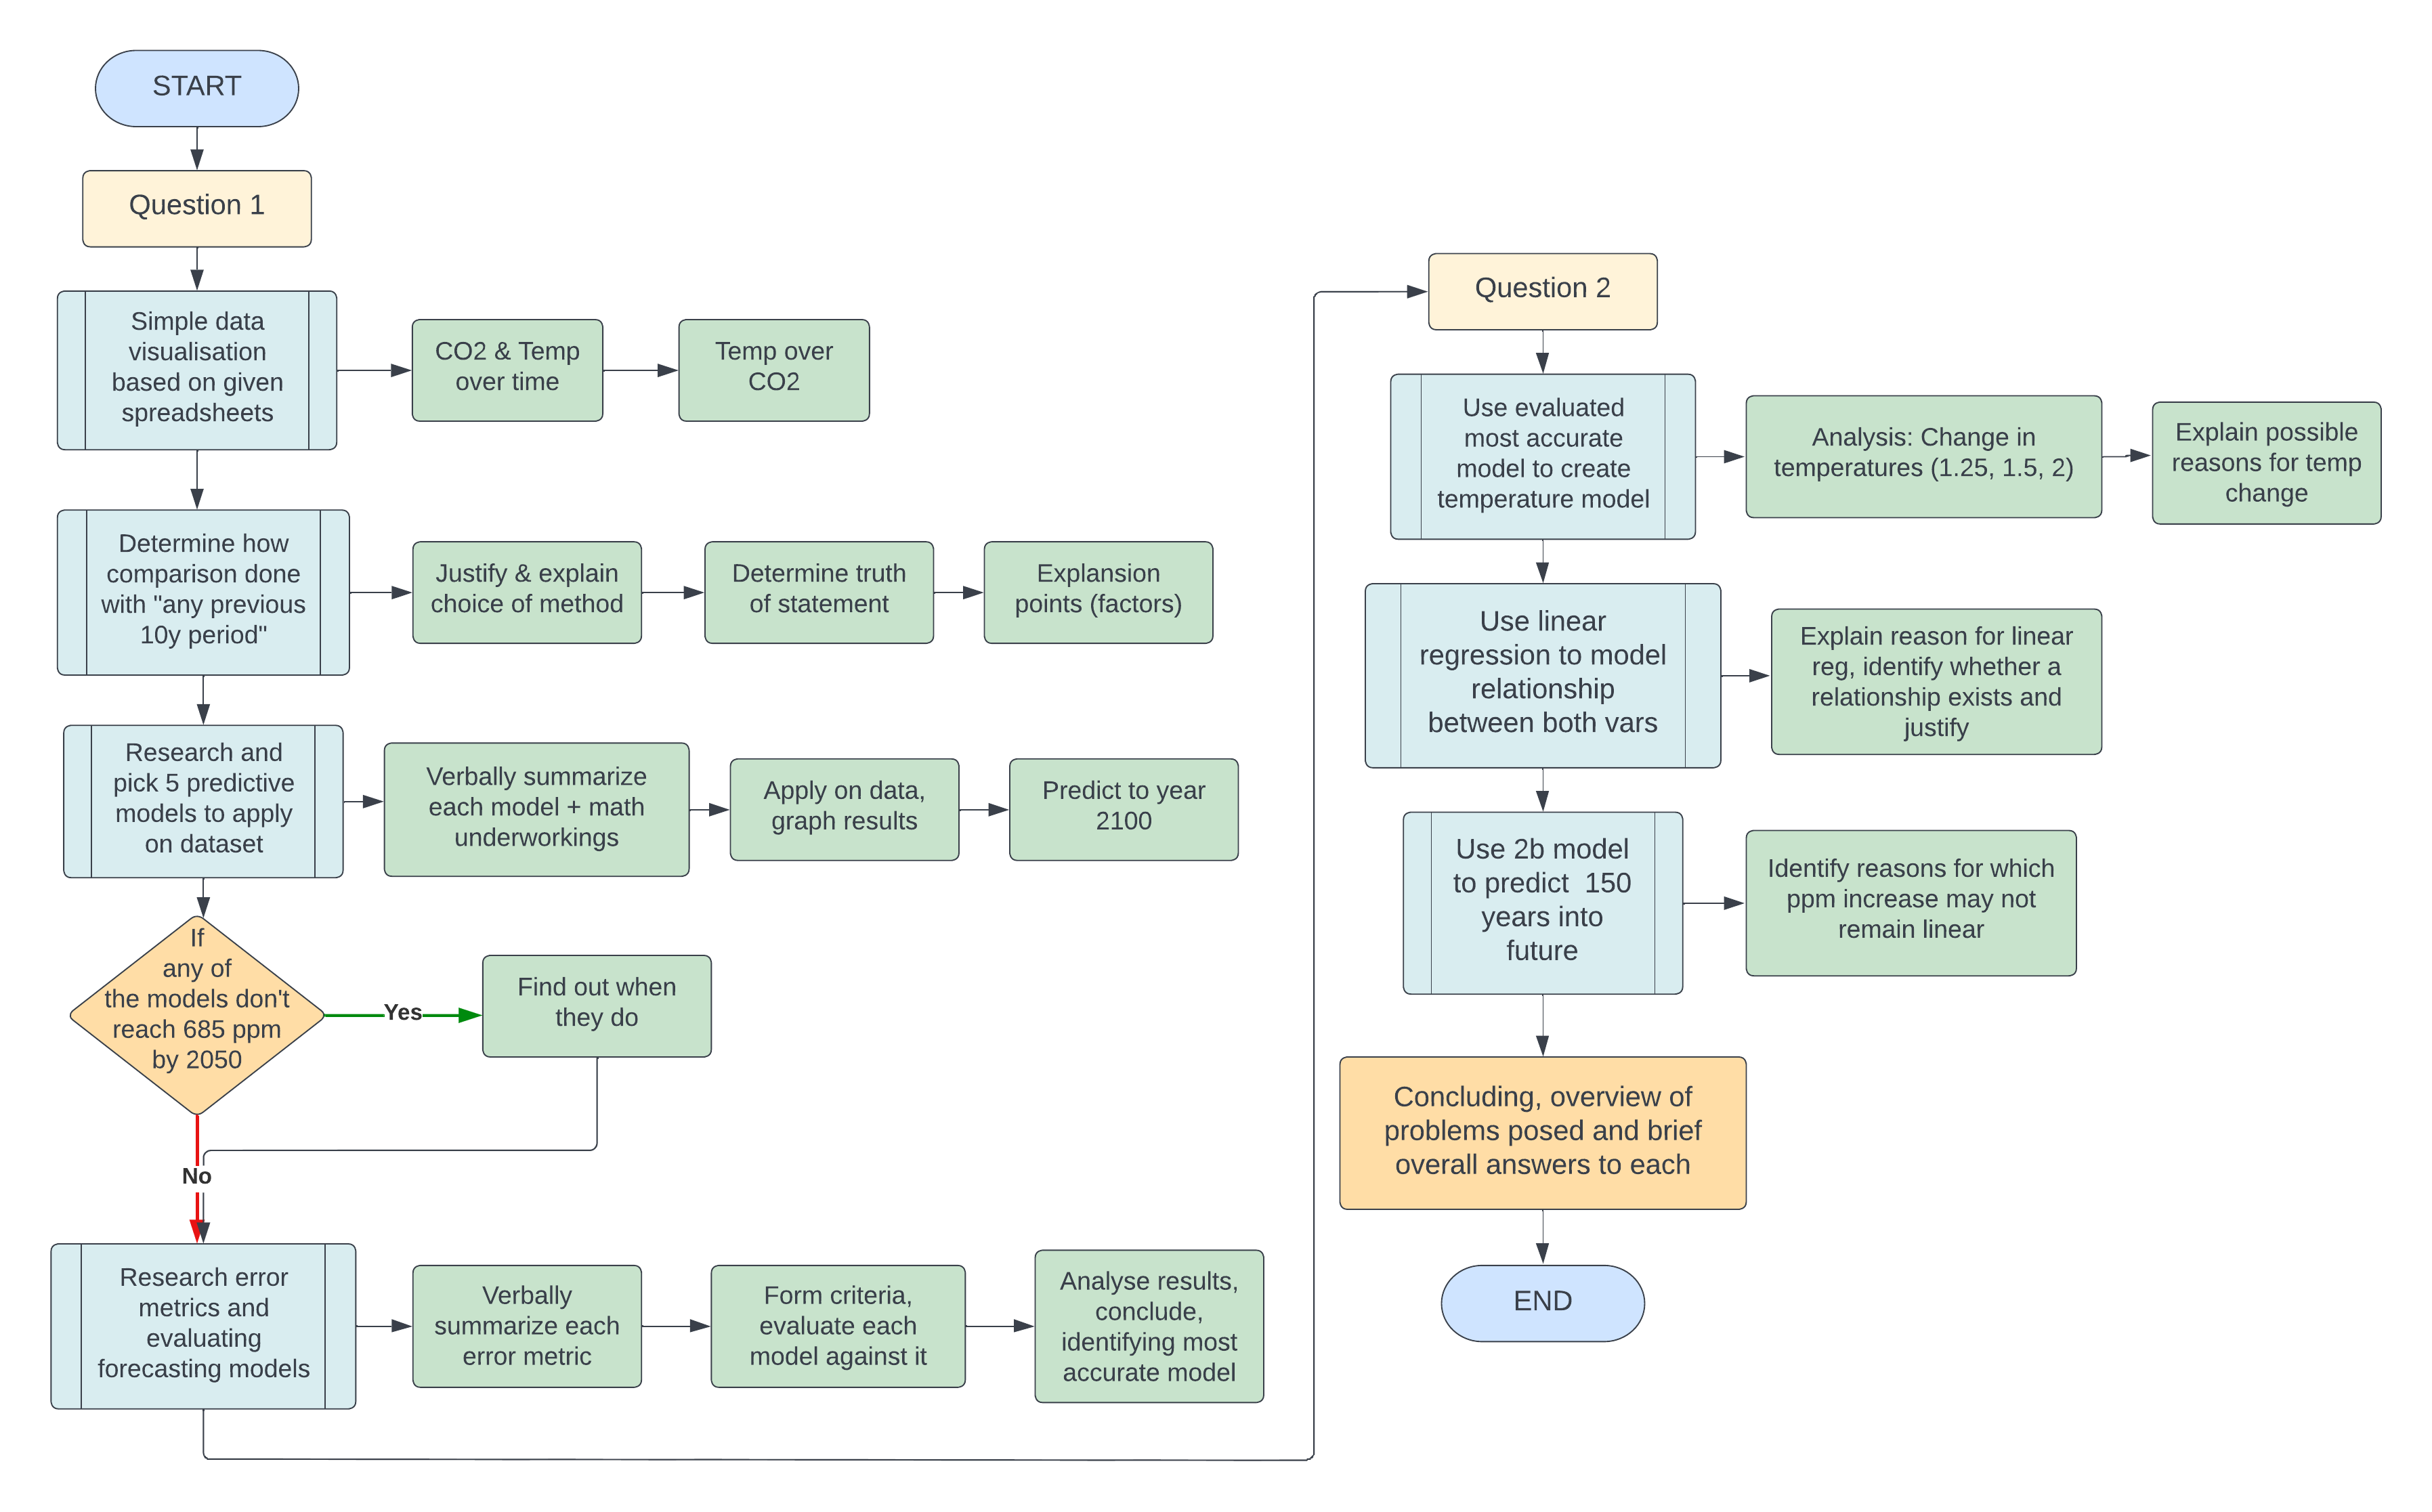 START
Question 1
Simple data
visualisation
based on given
spreadsheets
CO2 & Temp
over time
Temp over
CO2
Determine how
comparison done
with "any previous
10y period"
Justify & explain
choice of method
Determine truth
of statement
Explansion
points (factors)
Research and
pick 5 predictive
models to apply
on dataset
Verbally summarize
each model + math
underworkings
Apply on data,
graph results
Predict to year
2100
If
any of
the models don't
reach 685 ppm
by 2050
Yes
Find out when
they do
No
Research error
metrics and
evaluating
forecasting models
Verbally
summarize each
error metric
Form criteria,
evaluate each
model against it
Analyse results,
conclude,
identifying most
accurate model
Question 2
Use evaluated
most accurate
model to create
temperature model
Analysis: Change in
temperatures (1.25, 1.5, 2)
Explain possible
reasons for temp
change
Use linear
regression to model
relationship
between both vars
Explain reason for linear
reg, identify whether a
relationship exists and
justify
Use 2b model
to predict  150
years into
future
Identify reasons for which
ppm increase may not
remain linear
Concluding, overview of
problems posed and brief
overall answers to each
END